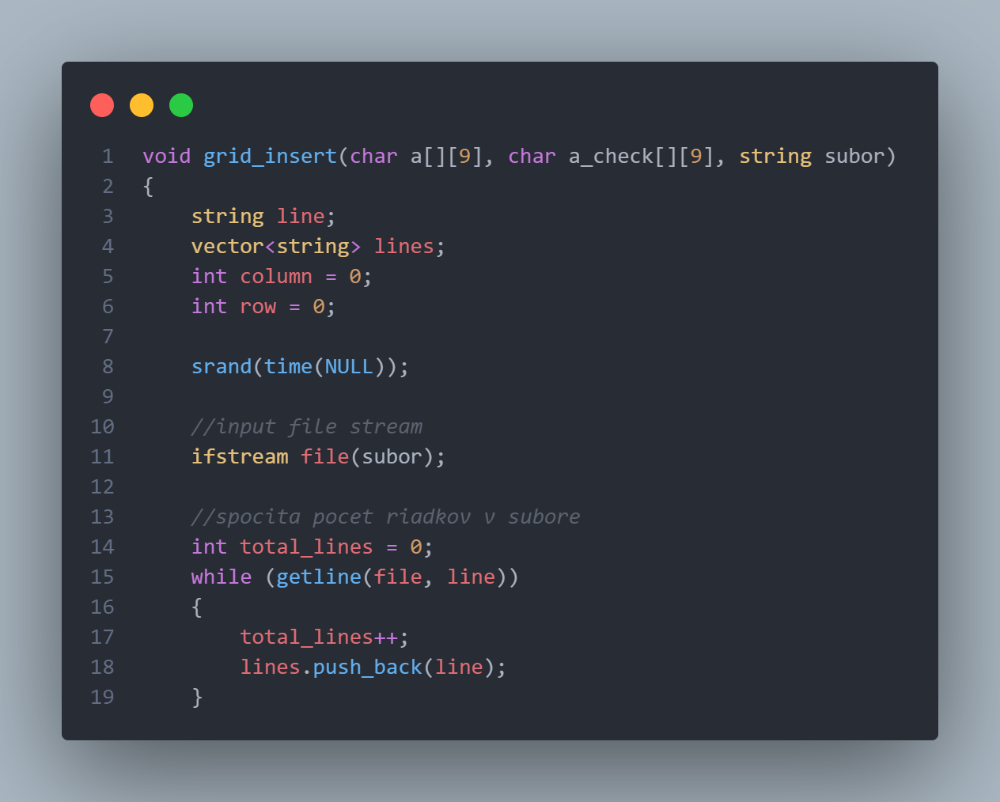 1 void grid_insert(char a[][9], char a_check[][9], string subor)
2 {
3     string line;
4     vector<string> lines;
5     int column = 0;
6     int row = 0;
7
8     srand(time(NULL));
9
10     //input file stream
11     ifstream file(subor);
12
13     //spocita pocet riadkov v subore
14     int total_lines = 0;
15     while (getline(file, line))
16     {
17         total_lines++;
18         lines.push_back(line);
19     }